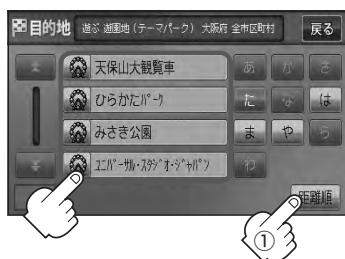 目的地 遊ぶ 遊園地(テーマパーク) 大阪府 全市区町村 戻る
天保山大観覧車 あ か さ
ひらかたパーク た な は
みさき公園 ま や ら
ユニバーサル・スタジオ・ジャパン わ
距離順
①